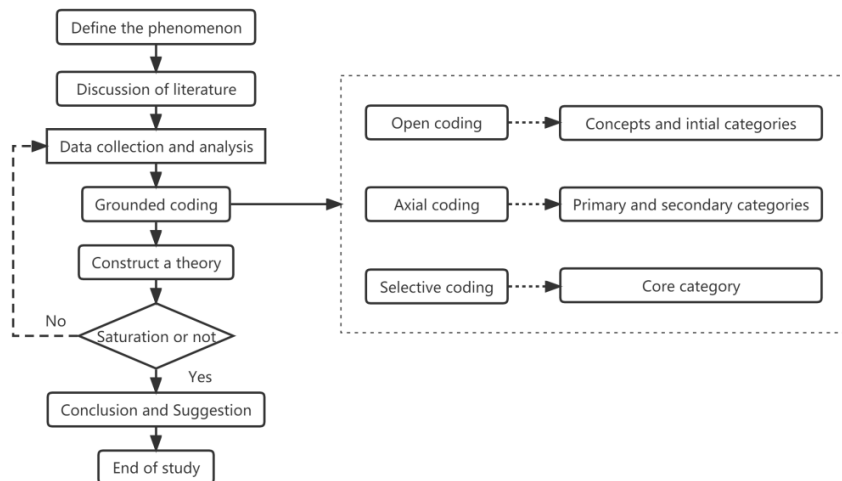 Define the phenomenon
Discussion of literature
Data collection and analysis
Grounded coding
Construct a theory
Saturation or not
No
Yes
Conclusion and Suggestion
End of study
Open coding
Concepts and intial categories
Axial coding
Primary and secondary categories
Selective coding
Core category